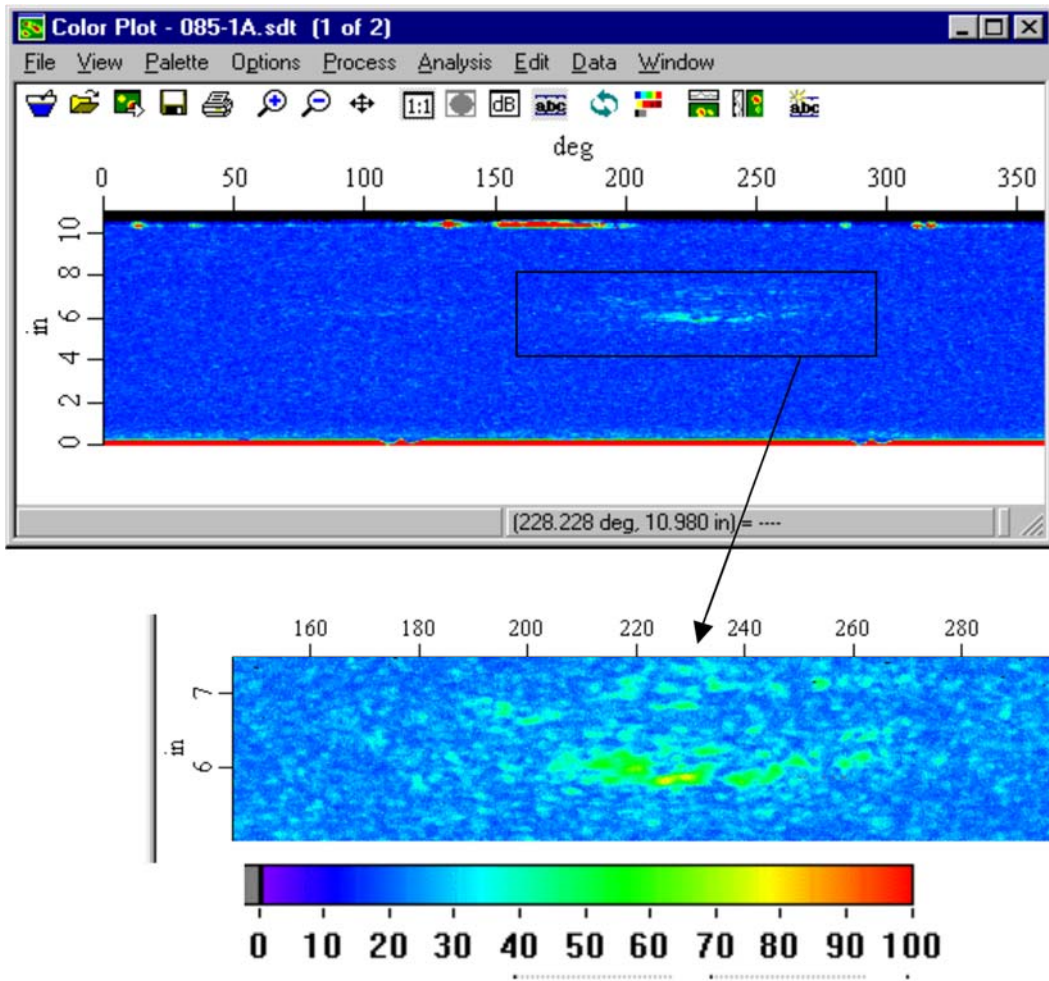 Color Plot - 085-1A.sdt (1 of 2)
File View Palette Options Process Analysis Edit Data Window
1:1 dB abc abc
deg
0 50 100 150 200 250 300 350
10
8
6
4
2
0
in
(228.228 deg, 10.980 in) = ----
160 180 200 220 240 260 280
7
6
in
0 10 20 30 40 50 60 70 80 90 100